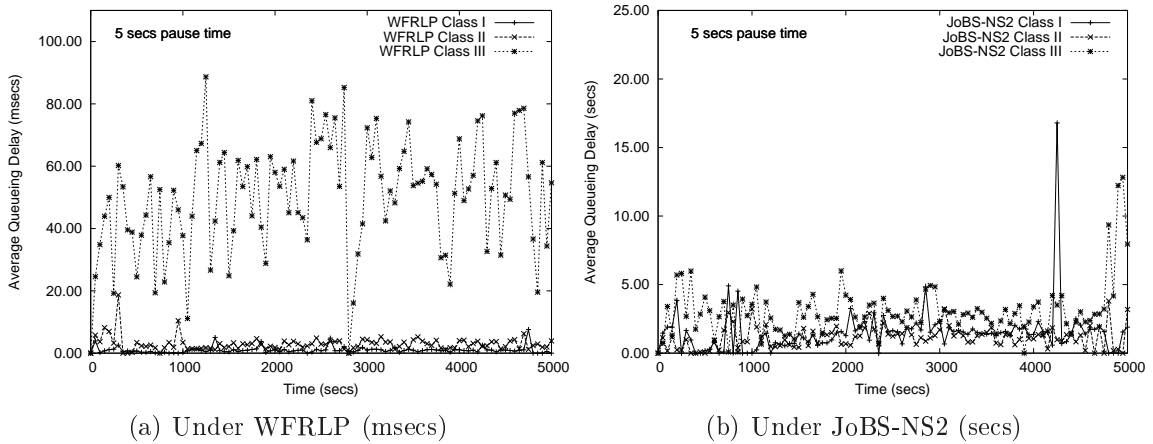 100.00
80.00
60.00
40.00
20.00
0.00
Average Queueing Delay (msecs)
5 secs pause time
WFRLP Class I
WFRLP Class II
WFRLP Class III
0
1000
2000
3000
4000
5000
Time (secs)
(a) Under WFRLP (msecs)
25.00
20.00
15.00
10.00
5.00
0.00
Average Queueing Delay (secs)
5 secs pause time
JoBS-NS2 Class I
JoBS-NS2 Class II
JoBS-NS2 Class III
0
1000
2000
3000
4000
5000
Time (secs)
(b) Under JoBS-NS2 (secs)